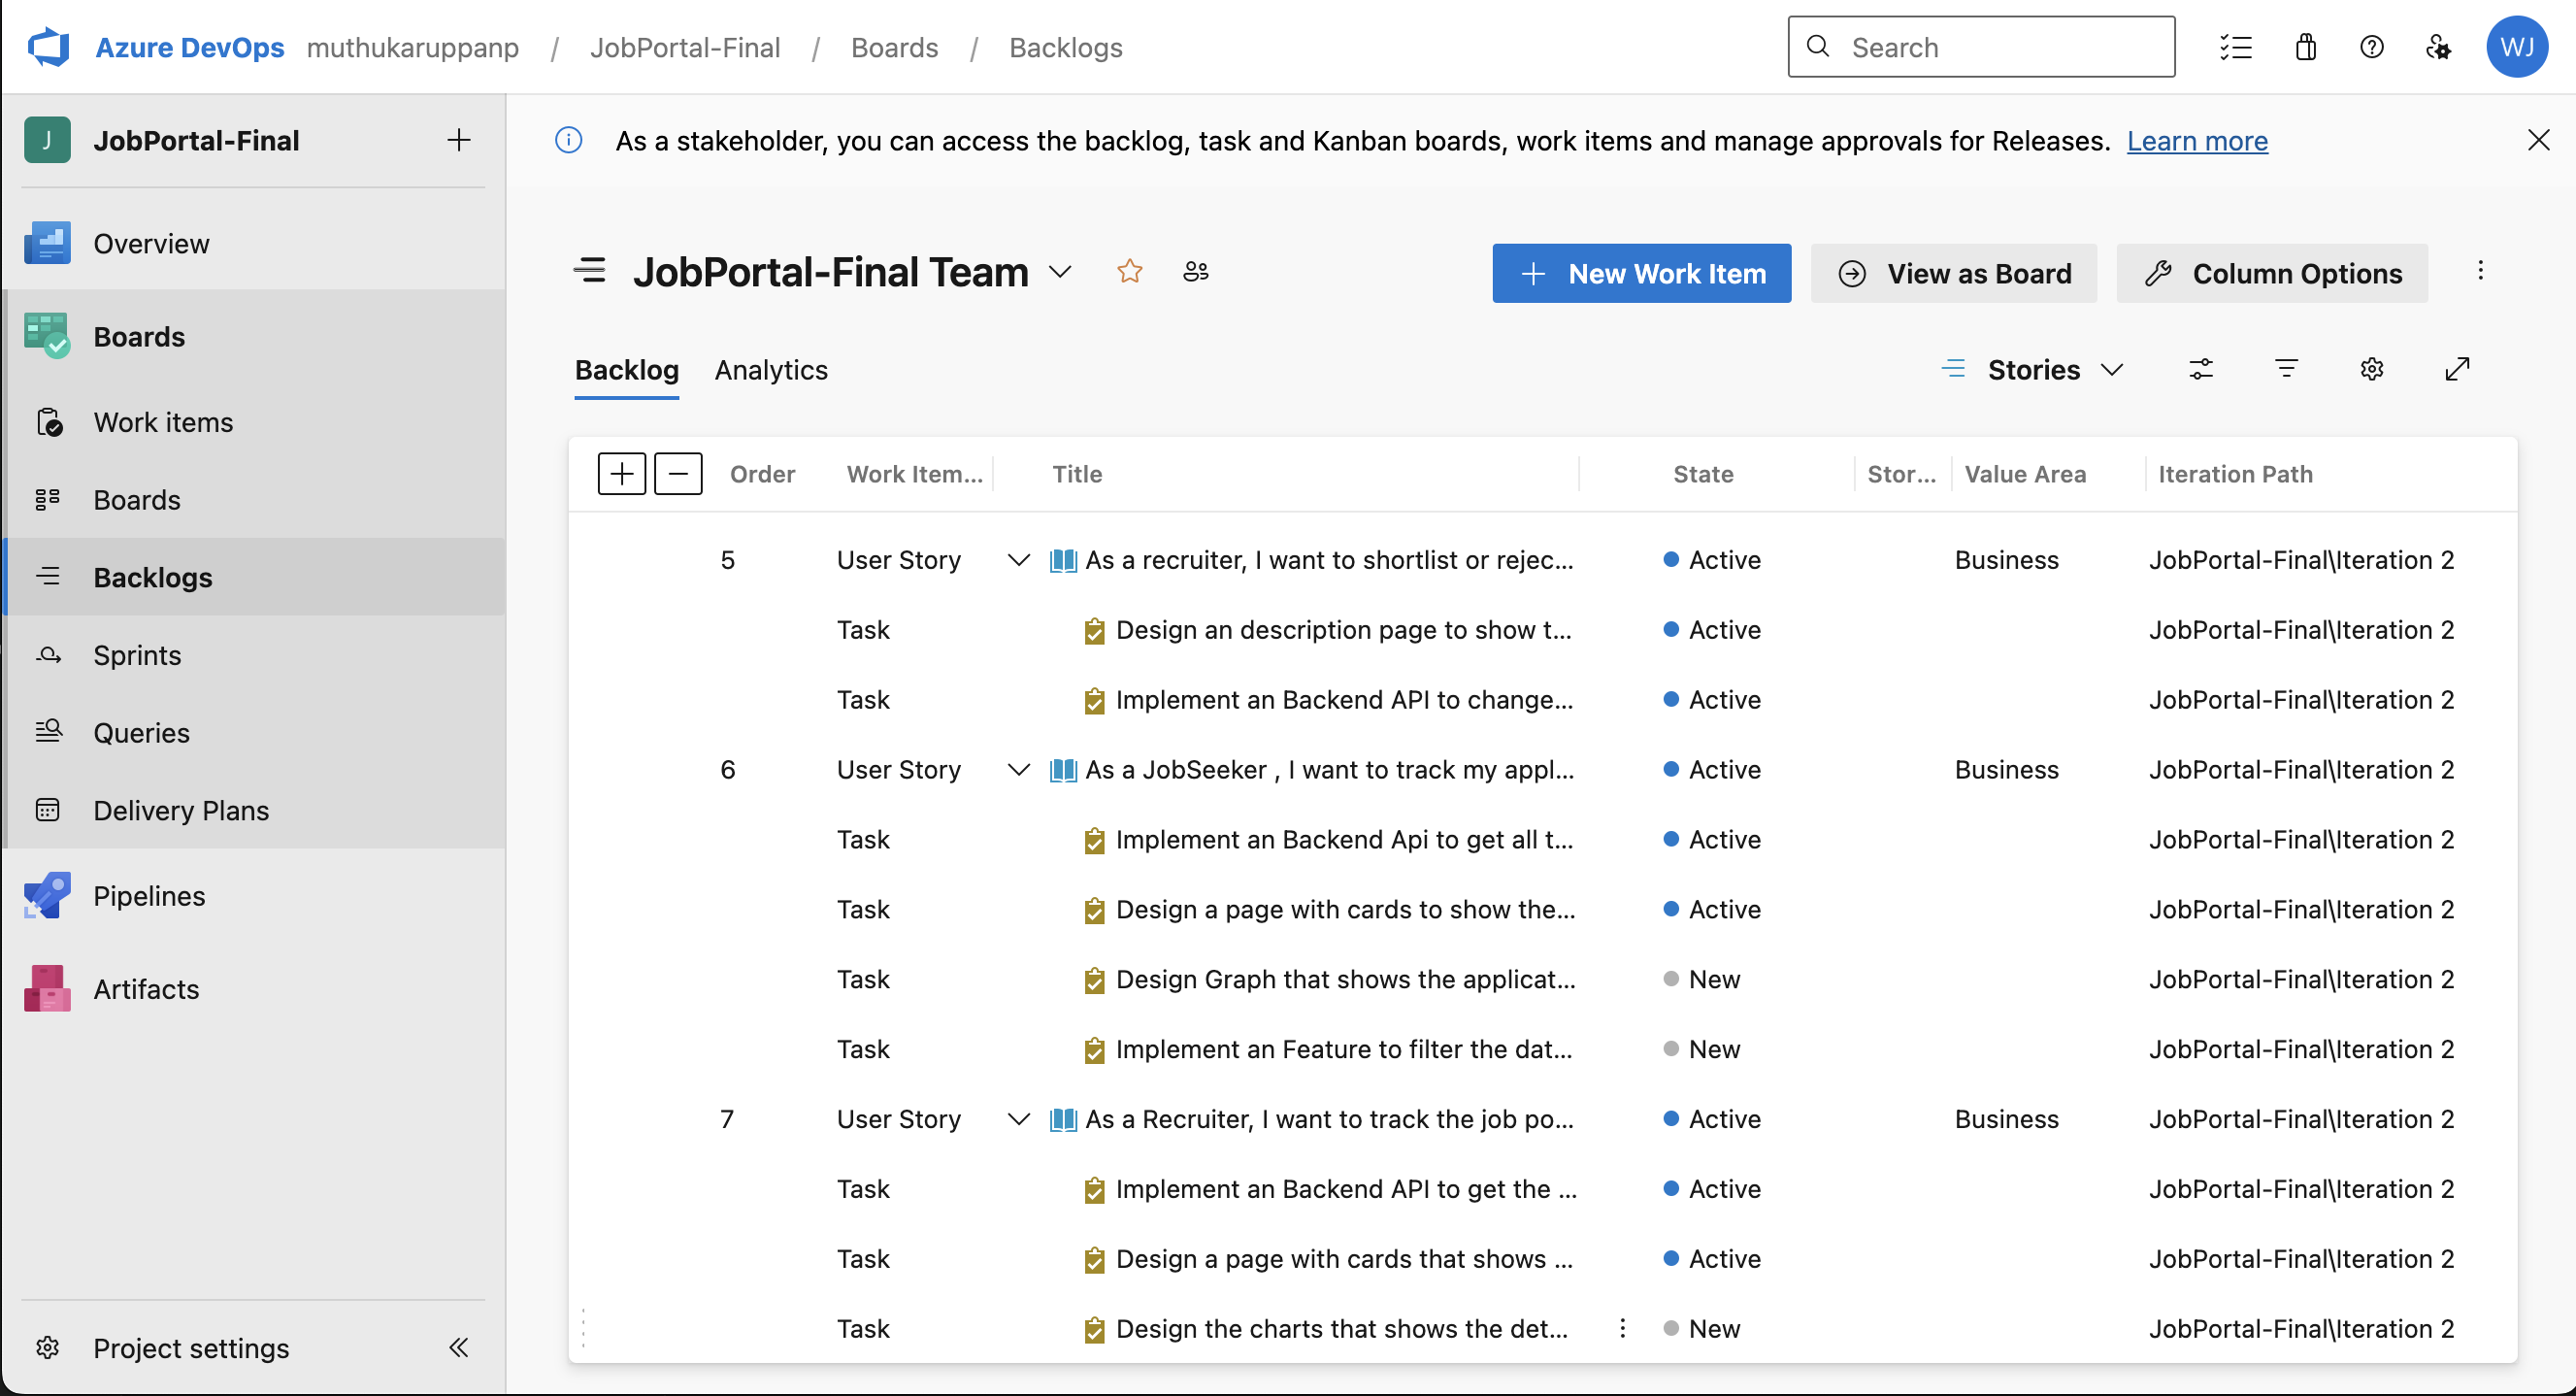 Azure DevOps muthukaruppanp / JobPortal-Final / Boards / Backlogs
Search
WJ
J JobPortal-Final
Overview
Boards
Work items
Boards
Backlogs
Sprints
Queries
Delivery Plans
Pipelines
Artifacts
Project settings
As a stakeholder, you can access the backlog, task and Kanban boards, work items and manage approvals for Releases. Learn more
JobPortal-Final Team
New Work Item
View as Board
Column Options
Backlog Analytics
Stories
Order Work Item... Title State Stor... Value Area Iteration Path
5 User Story As a recruiter, I want to shortlist or rejec... Active Business JobPortal-Final\Iteration 2
Task Design an description page to show t... Active JobPortal-Final\Iteration 2
Task Implement an Backend API to change... Active JobPortal-Final\Iteration 2
6 User Story As a JobSeeker , I want to track my appl... Active Business JobPortal-Final\Iteration 2
Task Implement an Backend Api to get all t... Active JobPortal-Final\Iteration 2
Task Design a page with cards to show the... Active JobPortal-Final\Iteration 2
Task Design Graph that shows the applicat... New JobPortal-Final\Iteration 2
Task Implement an Feature to filter the dat... New JobPortal-Final\Iteration 2
7 User Story As a Recruiter, I want to track the job po... Active Business JobPortal-Final\Iteration 2
Task Implement an Backend API to get the ... Active JobPortal-Final\Iteration 2
Task Design a page with cards that shows ... Active JobPortal-Final\Iteration 2
Task Design the charts that shows the det... New JobPortal-Final\Iteration 2